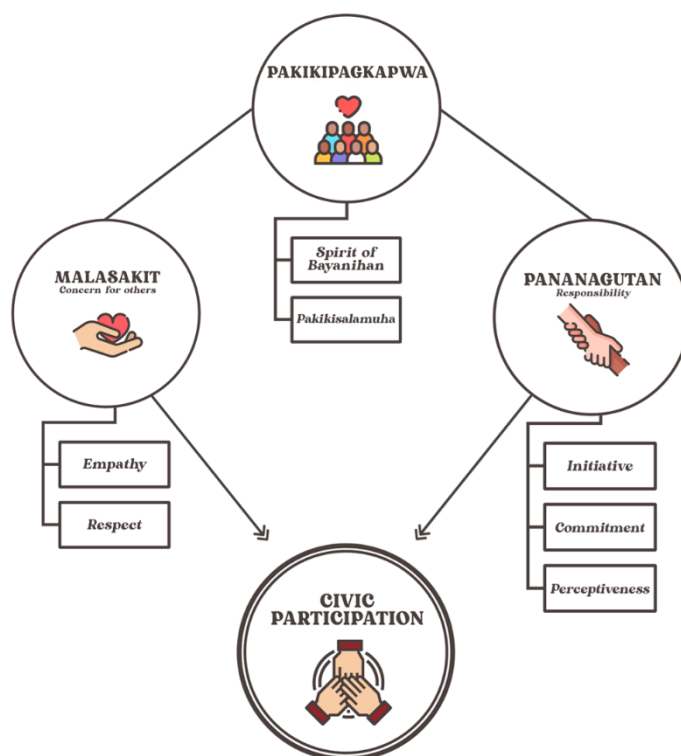 PAKIKIPAGKAPWA
Spirit of
Bayanihan
Pakikisalamuha
MALASAKIT
Concern for others
Empathy
Respect
PANANAGUTAN
Responsibility
Initiative
Commitment
Perceptiveness
CIVIC
PARTICIPATION